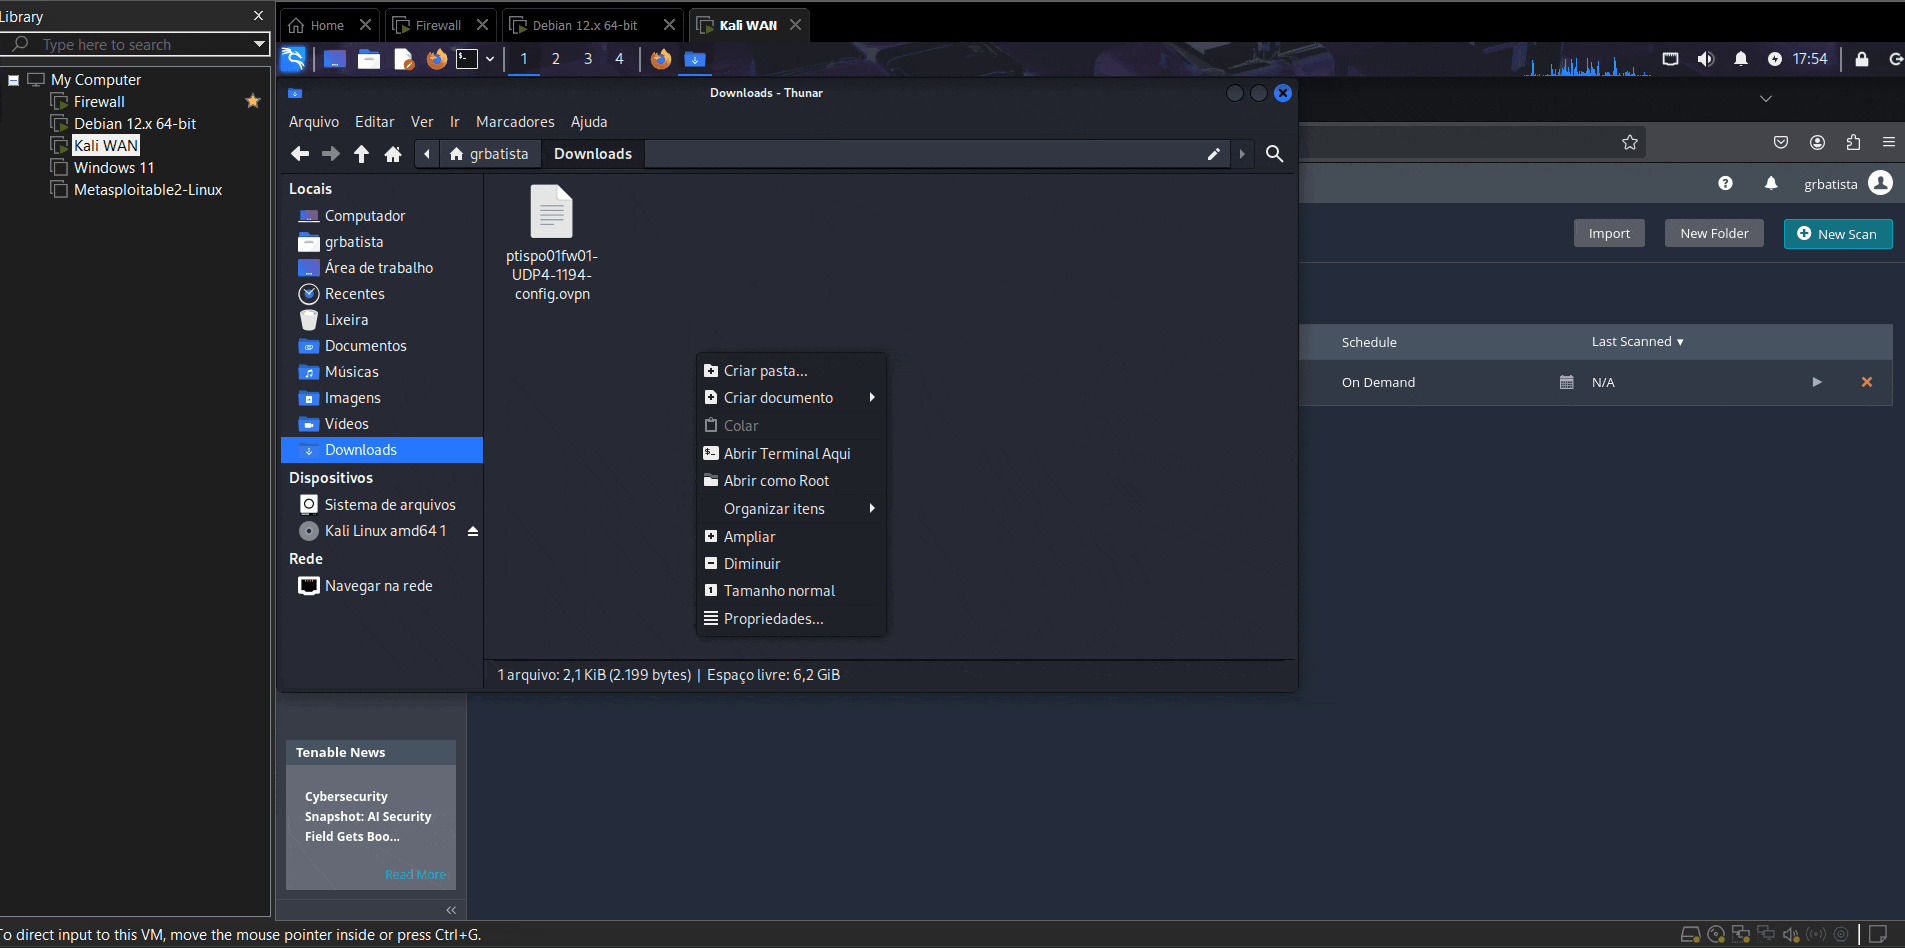 Library
Type here to search
My Computer
Firewall
Debian 12.x 64-bit
Kali WAN
Windows 11
Metasploitable2-Linux
Home
Firewall
Debian 12.x 64-bit
Kali WAN
1 2 3 4
17:54
Downloads - Thunar
Arquivo Editar Ver Ir Marcadores Ajuda
grbatista Downloads
Locais
Computador
grbatista
Área de trabalho
Recentes
Lixeira
Documentos
Músicas
Imagens
Vídeos
Downloads
Dispositivos
Sistema de arquivos
Kali Linux amd64 1
Rede
Navegar na rede
ptispo01fw01-
UDP4-1194-
config.ovpn
Criar pasta...
Criar documento
Colar
Abrir Terminal Aqui
Abrir como Root
Organizar itens
Ampliar
Diminuir
Tamanho normal
Propriedades...
1 arquivo: 2,1 KiB (2.199 bytes) | Espaço livre: 6,2 GiB
grbatista
Import
New Folder
New Scan
Schedule Last Scanned
On Demand N/A
Tenable News
Cybersecurity
Snapshot: AI Security
Field Gets Boo...
Read More
To direct input to this VM, move the mouse pointer inside or press Ctrl+G.